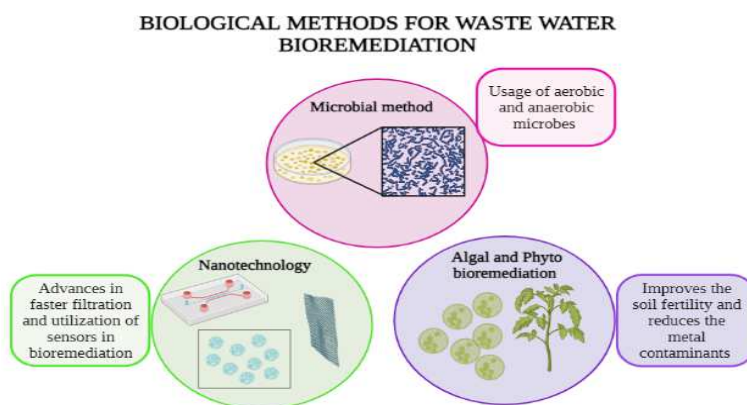 BIOLOGICAL METHODS FOR WASTE WATER
BIOREMEDIATION
Microbial method
Usage of aerobic
and anaerobic
microbes
Nanotechnology
Advances in
faster filtration
and utilization of
sensors in
bioremediation
Algal and Phyto
bioremediation
Improves the
soil fertility and
reduces the
metal
contaminants